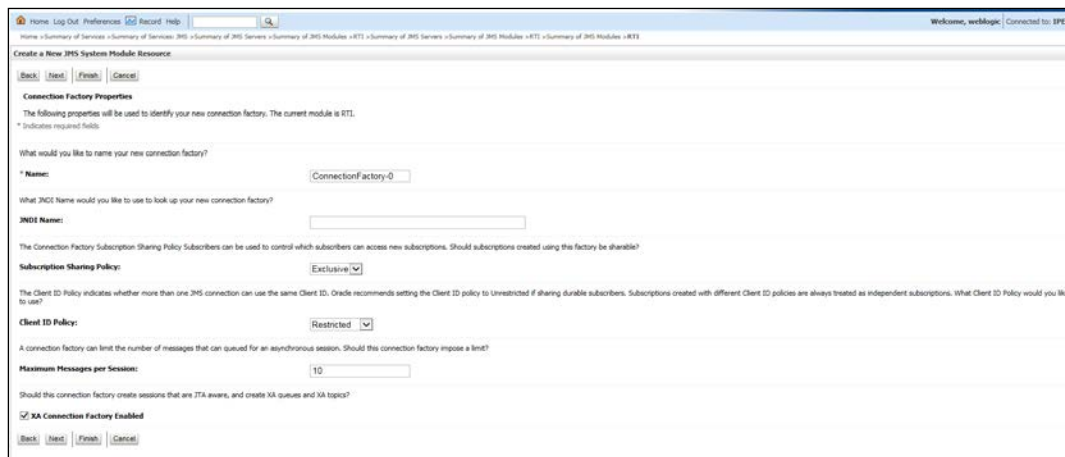 Home Log Out Preferences Record Help
Welcome, weblogic Connected to: IPE
Home >Summary of Services >Summary of Services: JMS >Summary of JMS Servers >Summary of JMS Modules >RTI >Summary of JMS Servers >Summary of JMS Modules >RTI >Summary of JMS Modules >RTI
Create a New JMS System Module Resource
Back Next Finish Cancel
Connection Factory Properties
The following properties will be used to identify your new connection factory. The current module is RTI.
* Indicates required fields
What would you like to name your new connection factory?
* Name: ConnectionFactory-0
What JNDI Name would you like to use to look up your new connection factory?
JNDI Name:
The Connection Factory Subscription Sharing Policy Subscribers can be used to control which subscribers can access new subscriptions. Should subscriptions created using this factory be sharable?
Subscription Sharing Policy: Exclusive
The Client ID Policy indicates whether more than one JMS connection can use the same Client ID. Oracle recommends setting the Client ID policy to Unrestricted if sharing durable subscribers. Subscriptions created with different Client ID policies are always treated as independent subscriptions. What Client ID Policy would you lik
to use?
Client ID Policy: Restricted
A connection factory can limit the number of messages that can queued for an asynchronous session. Should this connection factory impose a limit?
Maximum Messages per Session: 10
Should this connection factory create sessions that are JTA aware, and create XA queues and XA topics?
XA Connection Factory Enabled
Back Next Finish Cancel